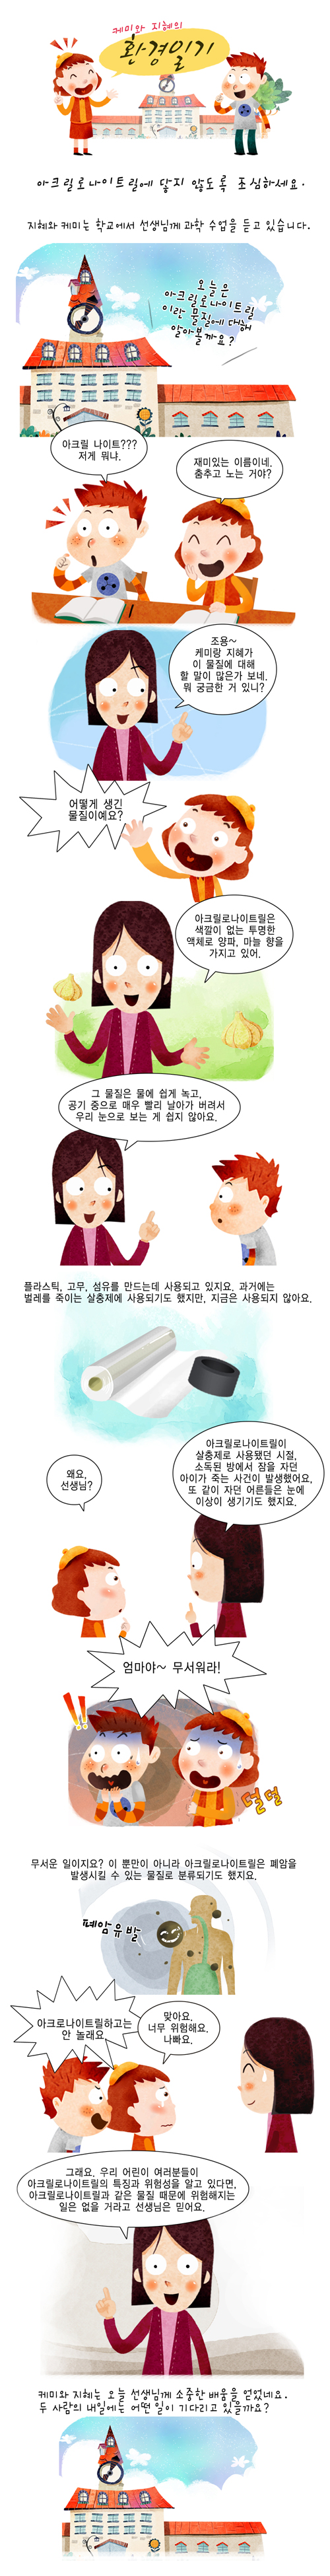 케미와 지혜의
환경일기
아크릴로나이트릴에 닿지 않도록 조심하세요.
지혜와 케미는 학교에서 선생님께 과학 수업을 듣고 있습니다.
오늘은
아크릴로나이트릴
이란 물질에 대해
알아볼까요?
아크릴 나이트???
저게 뭐냐.
재미있는 이름이네.
춤추고 노는 거야?
조용~
케미랑 지혜가
이 물질에 대해
할 말이 많은가 보네.
뭐 궁금한 거 있니?
어떻게 생긴
물질이예요?
아크릴로나이트릴은
색깔이 없는 투명한
액체로 양파, 마늘 향을
가지고 있어.
그 물질은 물에 쉽게 녹고,
공기 중으로 매우 빨리 날아가 버려서
우리 눈으로 보는 게 쉽지 않아요.
플라스틱, 고무, 섬유를 만드는데 사용되고 있지요. 과거에는
벌레를 죽이는 살충제에 사용되기도 했지만, 지금은 사용되지 않아요.
왜요,
선생님?
아크릴로나이트릴이
살충제로 사용됐던 시절,
소독된 방에서 잠을 자던
아이가 죽는 사건이 발생했어요,
또 같이 자던 어른들은 눈에
이상이 생기기도 했지요.
엄마야~ 무서워라!
!!
덜덜
무서운 일이지요? 이 뿐만이 아니라 아크릴로나이트릴은 폐암을
발생시킬 수 있는 물질로 분류되기도 했지요.
폐암유발
아크로나이트릴하고는
안 놀래요.
맞아요.
너무 위험해요.
나빠요.
그래요. 우리 어린이 여러분들이
아크릴로나이트릴의 특징과 위험성을 알고 있다면,
아크릴로나이트릴과 같은 물질 때문에 위험해지는
일은 없을 거라고 선생님은 믿어요.
케미와 지혜는 오늘 선생님께 소중한 배움을 얻었네요.
두 사람의 내일에는 어떤 일이 기다리고 있을까요?